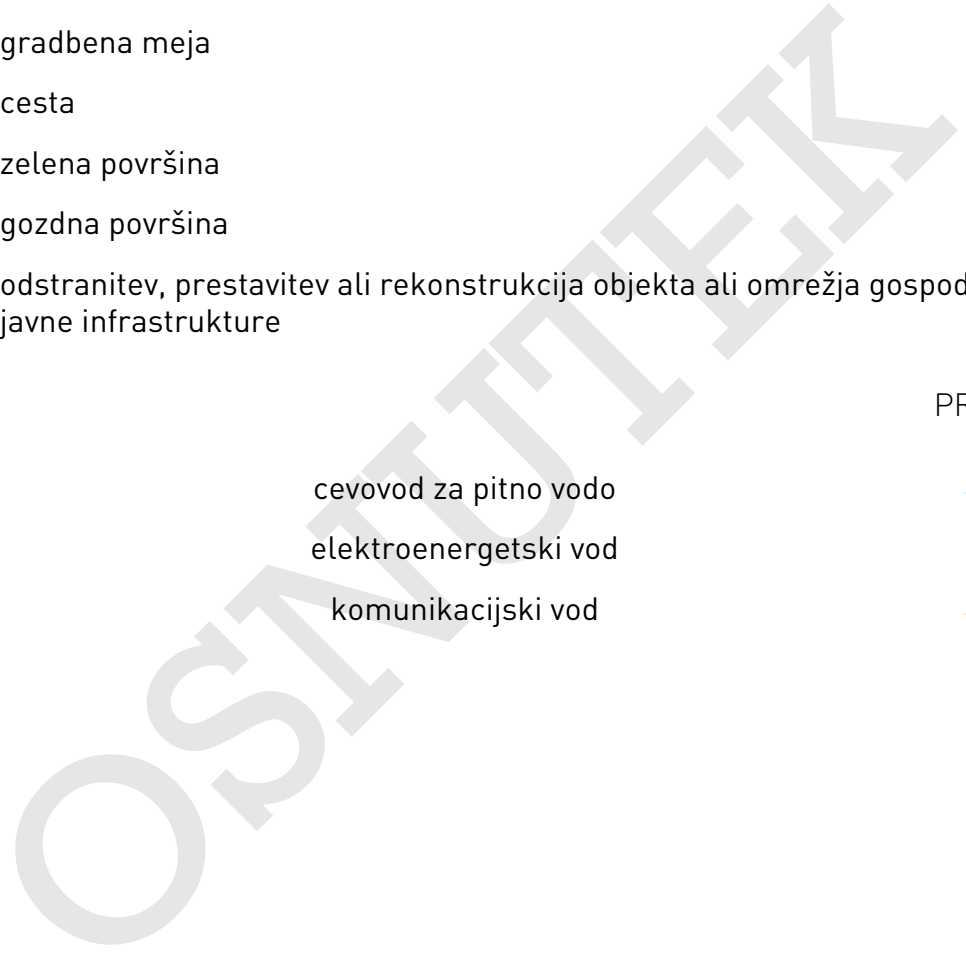 gradbena meja
cesta
zelena površina
gozdna površina
odstranitev, prestavitev ali rekonstrukcija objekta ali omrežja gospod
javne infrastrukture
PR
cevovod za pitno vodo
elektroenergetski vod
komunikacijski vod
OSNUTEK